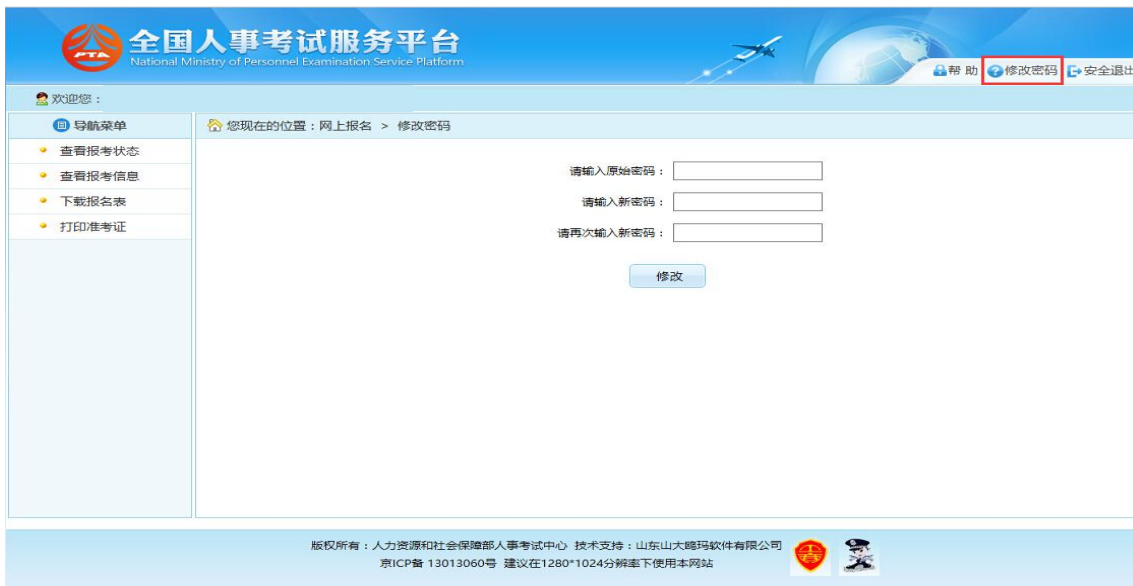 全国人事考试服务平台
National Ministry of Personnel Examination Service Platform
PTA
帮 助 修改密码 安全退出
欢迎您：
导航菜单
您现在的位置：网上报名 > 修改密码
查看报考状态
查看报考信息
下载报名表
打印准考证
请输入原始密码：
请输入新密码：
请再次输入新密码：
修改
版权所有：人力资源和社会保障部人事考试中心 技术支持：山东山大鸥玛软件有限公司
京ICP备 13013060号 建议在1280*1024分辨率下使用本网站